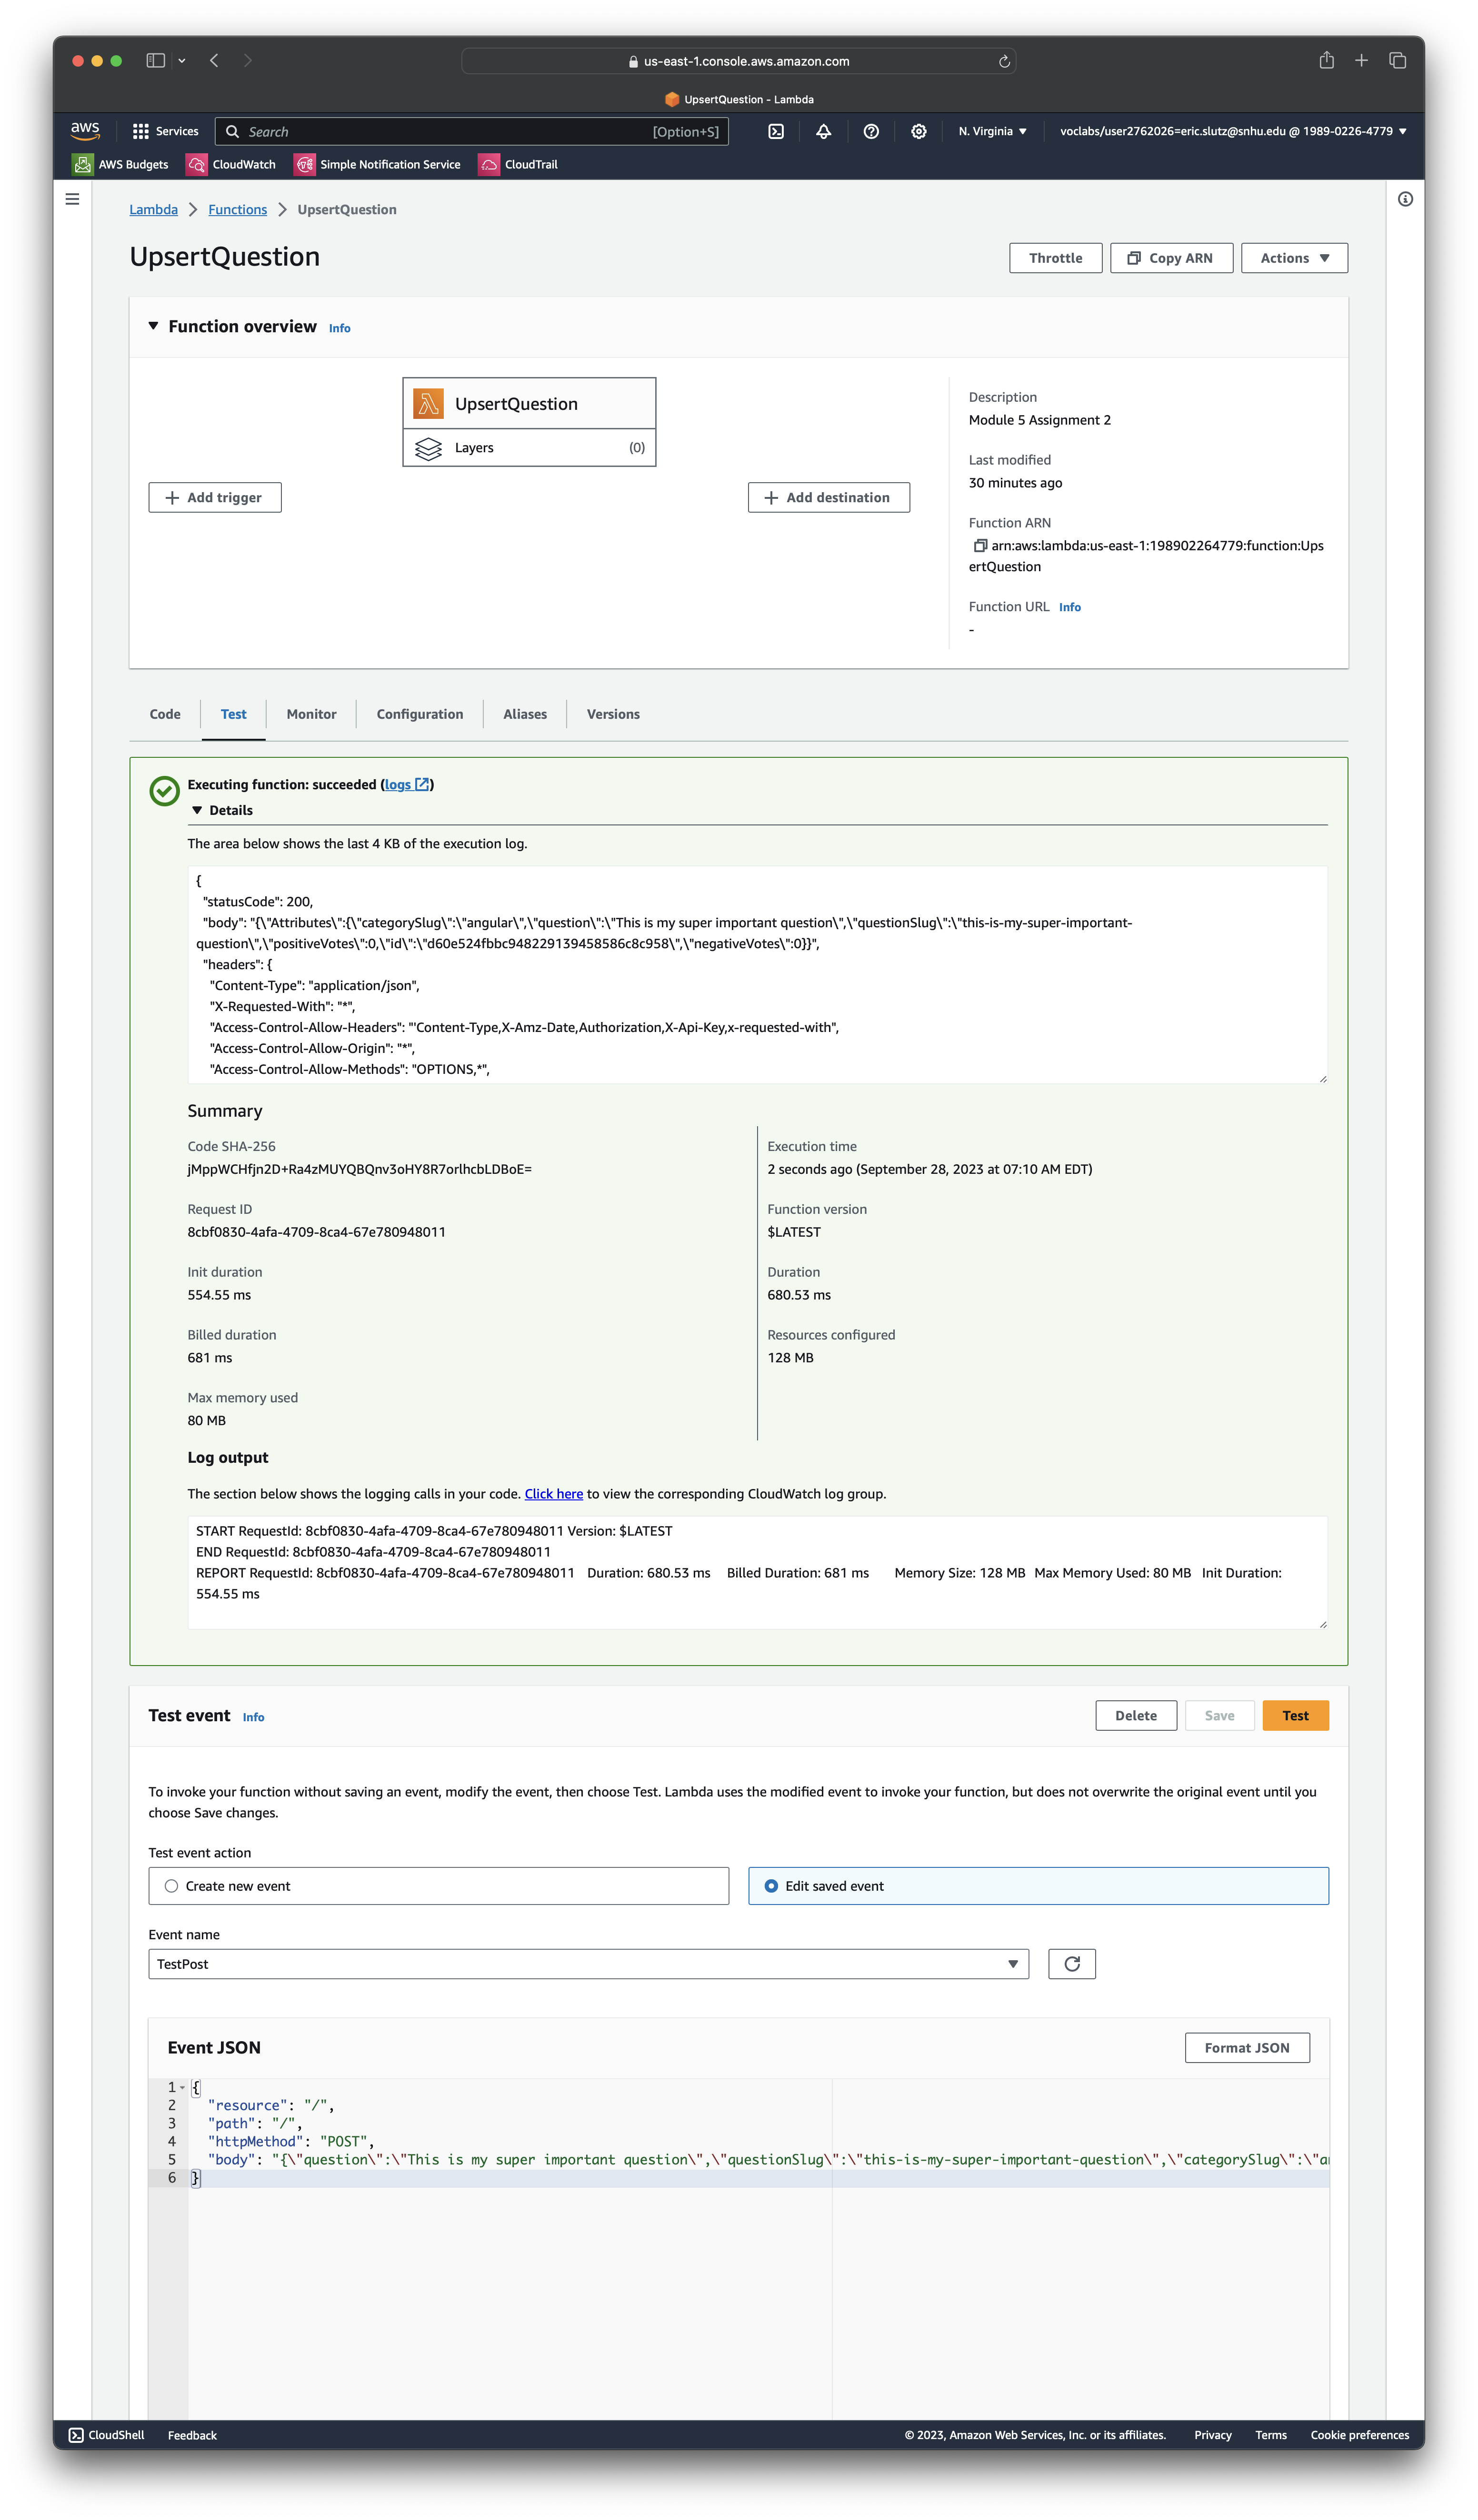 us-east-1.console.aws.amazon.com
UpsertQuestion - Lambda
aws
Services
Search
[Option+S]
N. Virginia
voclabs/user2762026=eric.slutz@snhu.edu @ 1989-0226-4779
AWS Budgets
CloudWatch
Simple Notification Service
CloudTrail
Lambda
Functions
UpsertQuestion
UpsertQuestion
Throttle
Copy ARN
Actions
Function overview
Info
UpsertQuestion
Layers
(0)
Add trigger
Add destination
Description
Module 5 Assignment 2
Last modified
30 minutes ago
Function ARN
arn:aws:lambda:us-east-1:198902264779:function:Ups
ertQuestion
Function URL Info
-
Code
Test
Monitor
Configuration
Aliases
Versions
Executing function: succeeded (logs)
Details
The area below shows the last 4 KB of the execution log.
{
"statusCode": 200,
"body": "{\"Attributes\":{\"categorySlug\":\"angular\",\"question\":\"This is my super important question\",\"questionSlug\":\"this-is-my-super-important-
question\",\"positiveVotes\":0,\"id\":\"d60e524fbbc948229139458586c8c958\",\"negativeVotes\":0}}",
"headers": {
"Content-Type": "application/json",
"X-Requested-With": "*",
"Access-Control-Allow-Headers": "'Content-Type,X-Amz-Date,Authorization,X-Api-Key,x-requested-with",
"Access-Control-Allow-Origin": "*",
"Access-Control-Allow-Methods": "OPTIONS,*",
Summary
Code SHA-256
jMppWCHfjn2D+Ra4zMUYQBQnv3oHY8R7orlhcbLDBoE=
Execution time
2 seconds ago (September 28, 2023 at 07:10 AM EDT)
Request ID
8cbf0830-4afa-4709-8ca4-67e780948011
Function version
$LATEST
Init duration
554.55 ms
Duration
680.53 ms
Billed duration
681 ms
Resources configured
128 MB
Max memory used
80 MB
Log output
The section below shows the logging calls in your code. Click here to view the corresponding CloudWatch log group.
START RequestId: 8cbf0830-4afa-4709-8ca4-67e780948011 Version: $LATEST
END RequestId: 8cbf0830-4afa-4709-8ca4-67e780948011
REPORT RequestId: 8cbf0830-4afa-4709-8ca4-67e780948011 Duration: 680.53 ms Billed Duration: 681 ms Memory Size: 128 MB Max Memory Used: 80 MB Init Duration:
554.55 ms
Test event
Info
Delete
Save
Test
To invoke your function without saving an event, modify the event, then choose Test. Lambda uses the modified event to invoke your function, but does not overwrite the original event until you
choose Save changes.
Test event action
Create new event
Edit saved event
Event name
TestPost
Event JSON
Format JSON
1 {
2 "resource": "/",
3 "path": "/",
4 "httpMethod": "POST",
5 "body": "{\"question\":\"This is my super important question\",\"questionSlug\":\"this-is-my-super-important-question\",\"categorySlug\":\"a
6 }
CloudShell
Feedback
© 2023, Amazon Web Services, Inc. or its affiliates.
Privacy
Terms
Cookie preferences